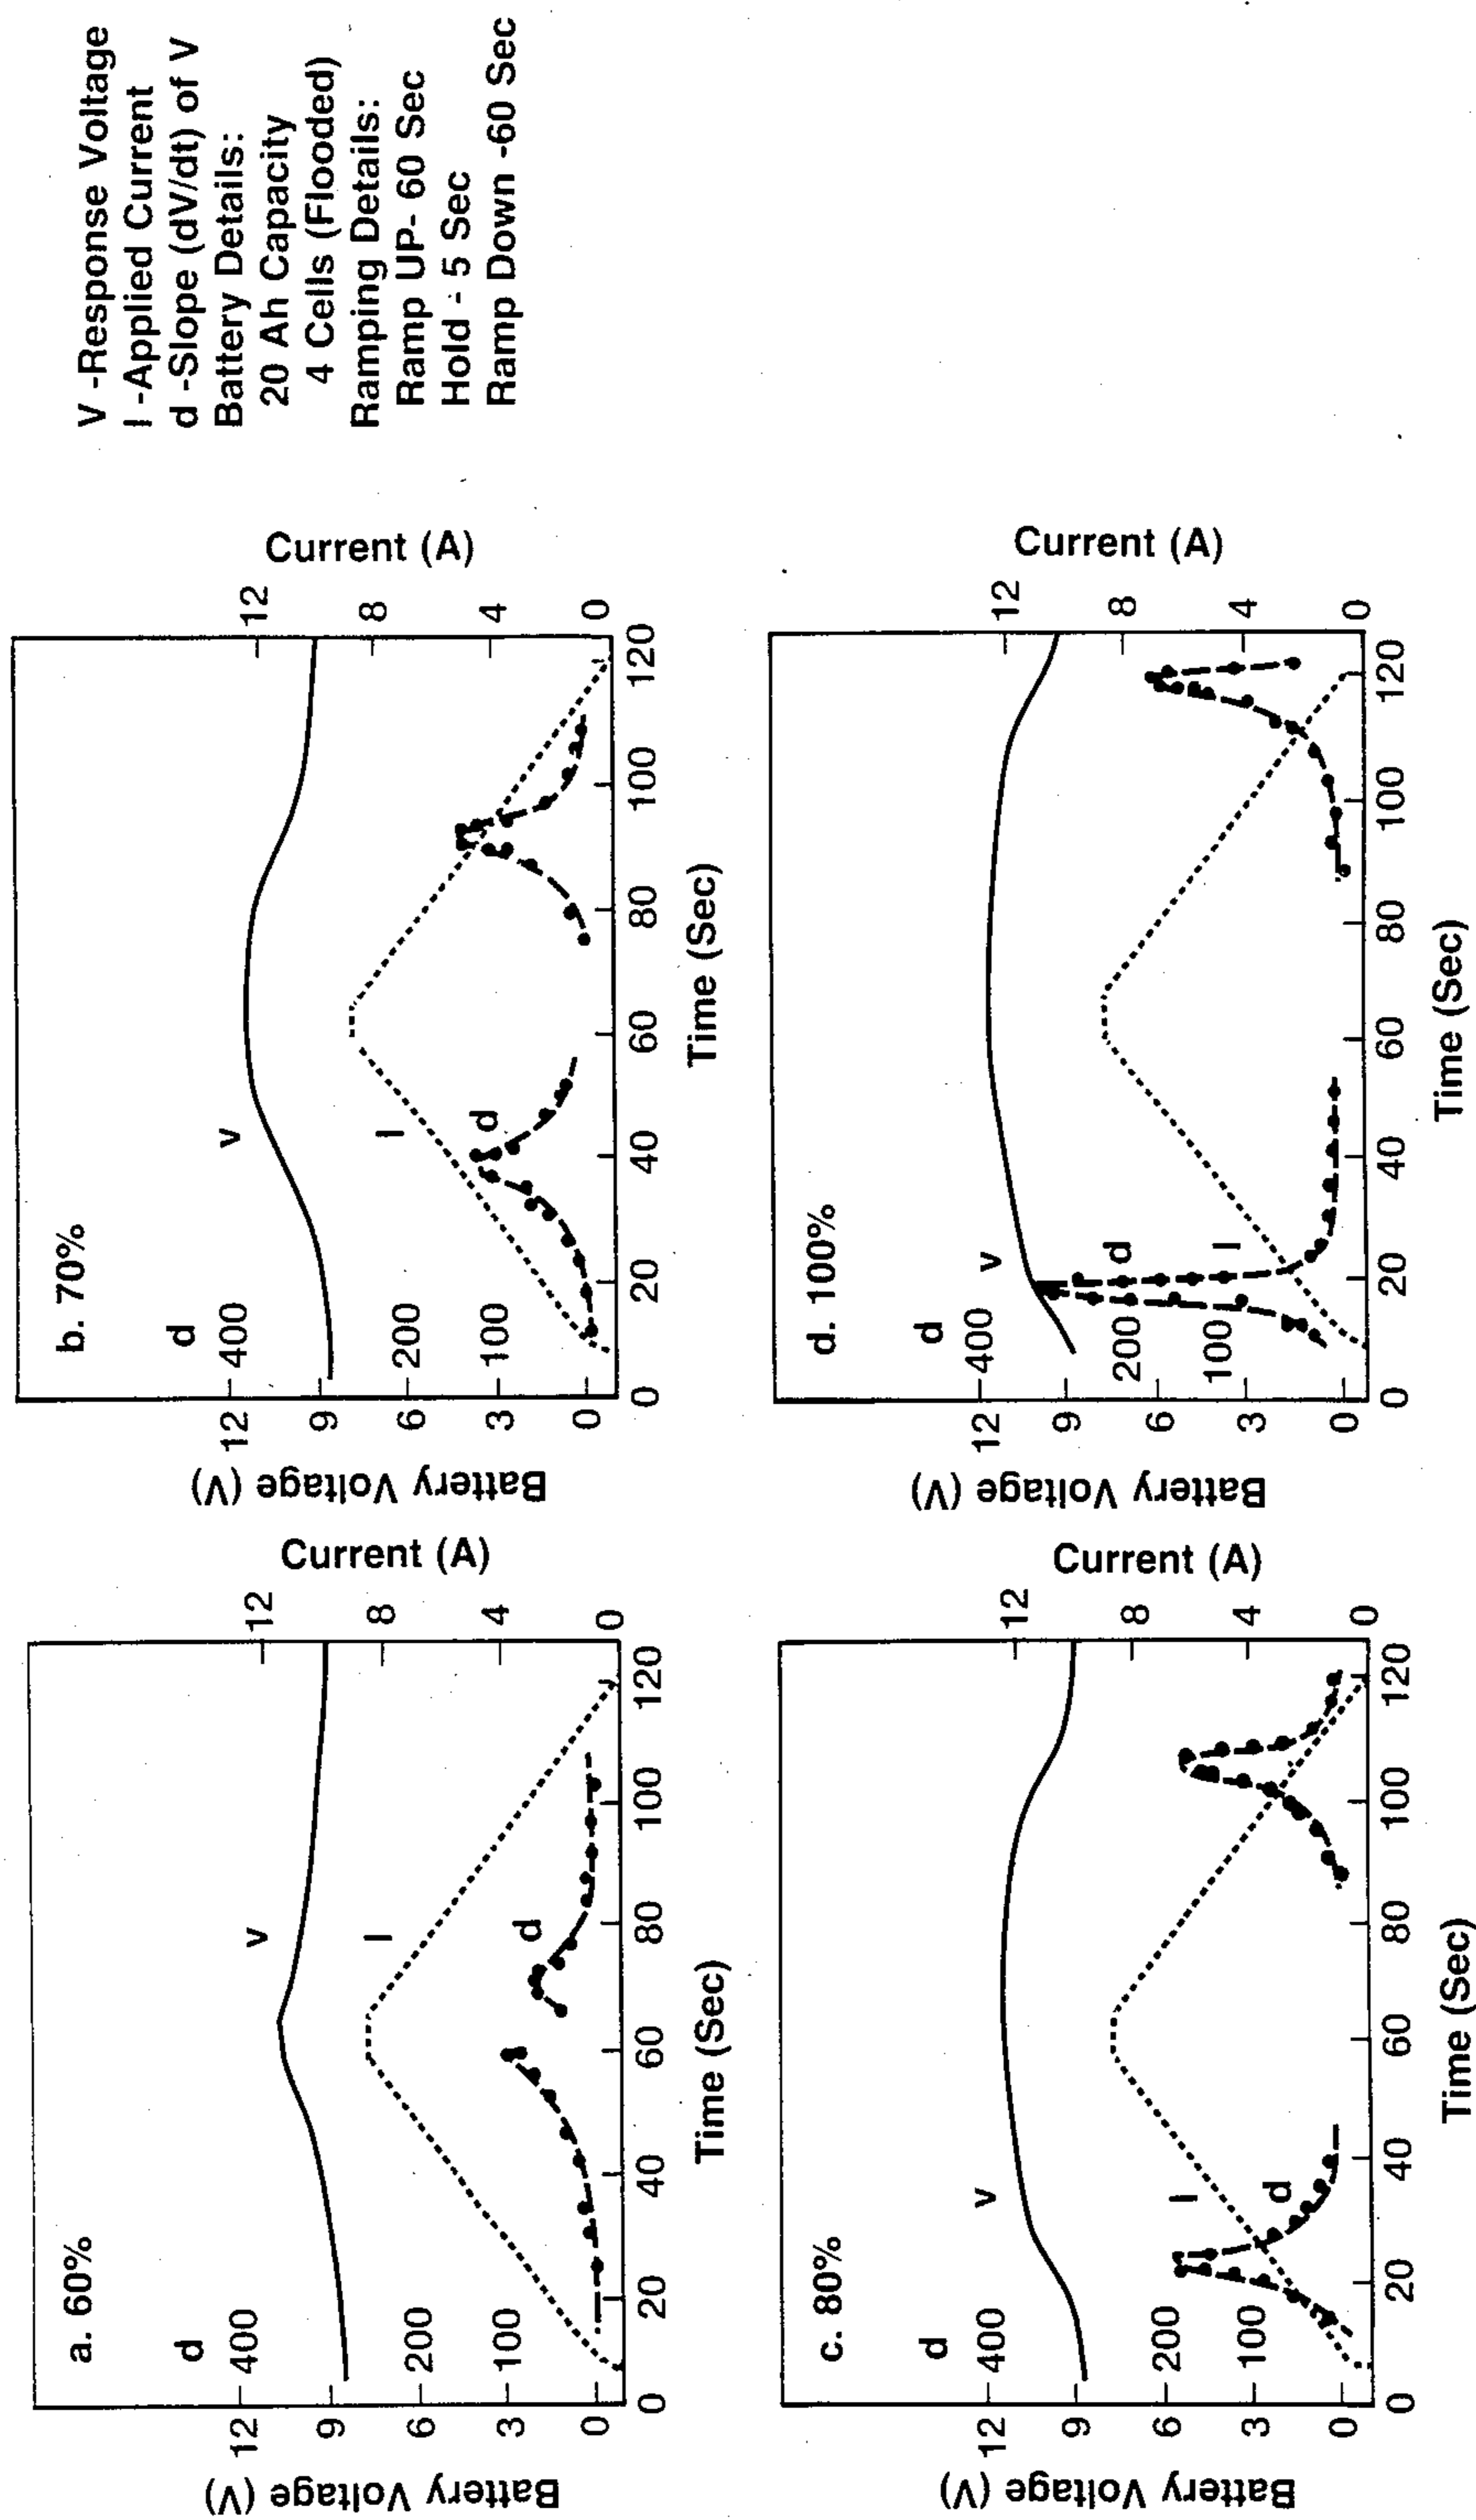 a. 60%
d
400
200
100
V
I
d
12
9
6
3
0
Battery Voltage (V)
12
8
4
0
Current (A)
0 20 40 60 80 100 120
Time (Sec)
b. 70%
d
400
200
100
V
I
d
12
9
6
3
0
Battery Voltage (V)
12
8
4
0
Current (A)
0 20 40 60 80 100 120
Time (Sec)
V -Response Voltage
I -Applied Current
d -Slope (dV/dt) of V
Battery Details:
20 Ah Capacity
4 Cells (Flooded)
Ramping Details:
Ramp UP- 60 Sec
Hold - 5 Sec
Ramp Down -60 Sec
c. 80%
d
400
200
100
V
I
d
12
9
6
3
0
Battery Voltage (V)
12
8
4
0
Current (A)
0 20 40 60 80 100 120
Time (Sec)
d. 100%
d
400
200
100
V
d
I
12
9
6
3
0
Battery Voltage (V)
12
8
4
0
Current (A)
0 20 40 60 80 100 120
Time (Sec)